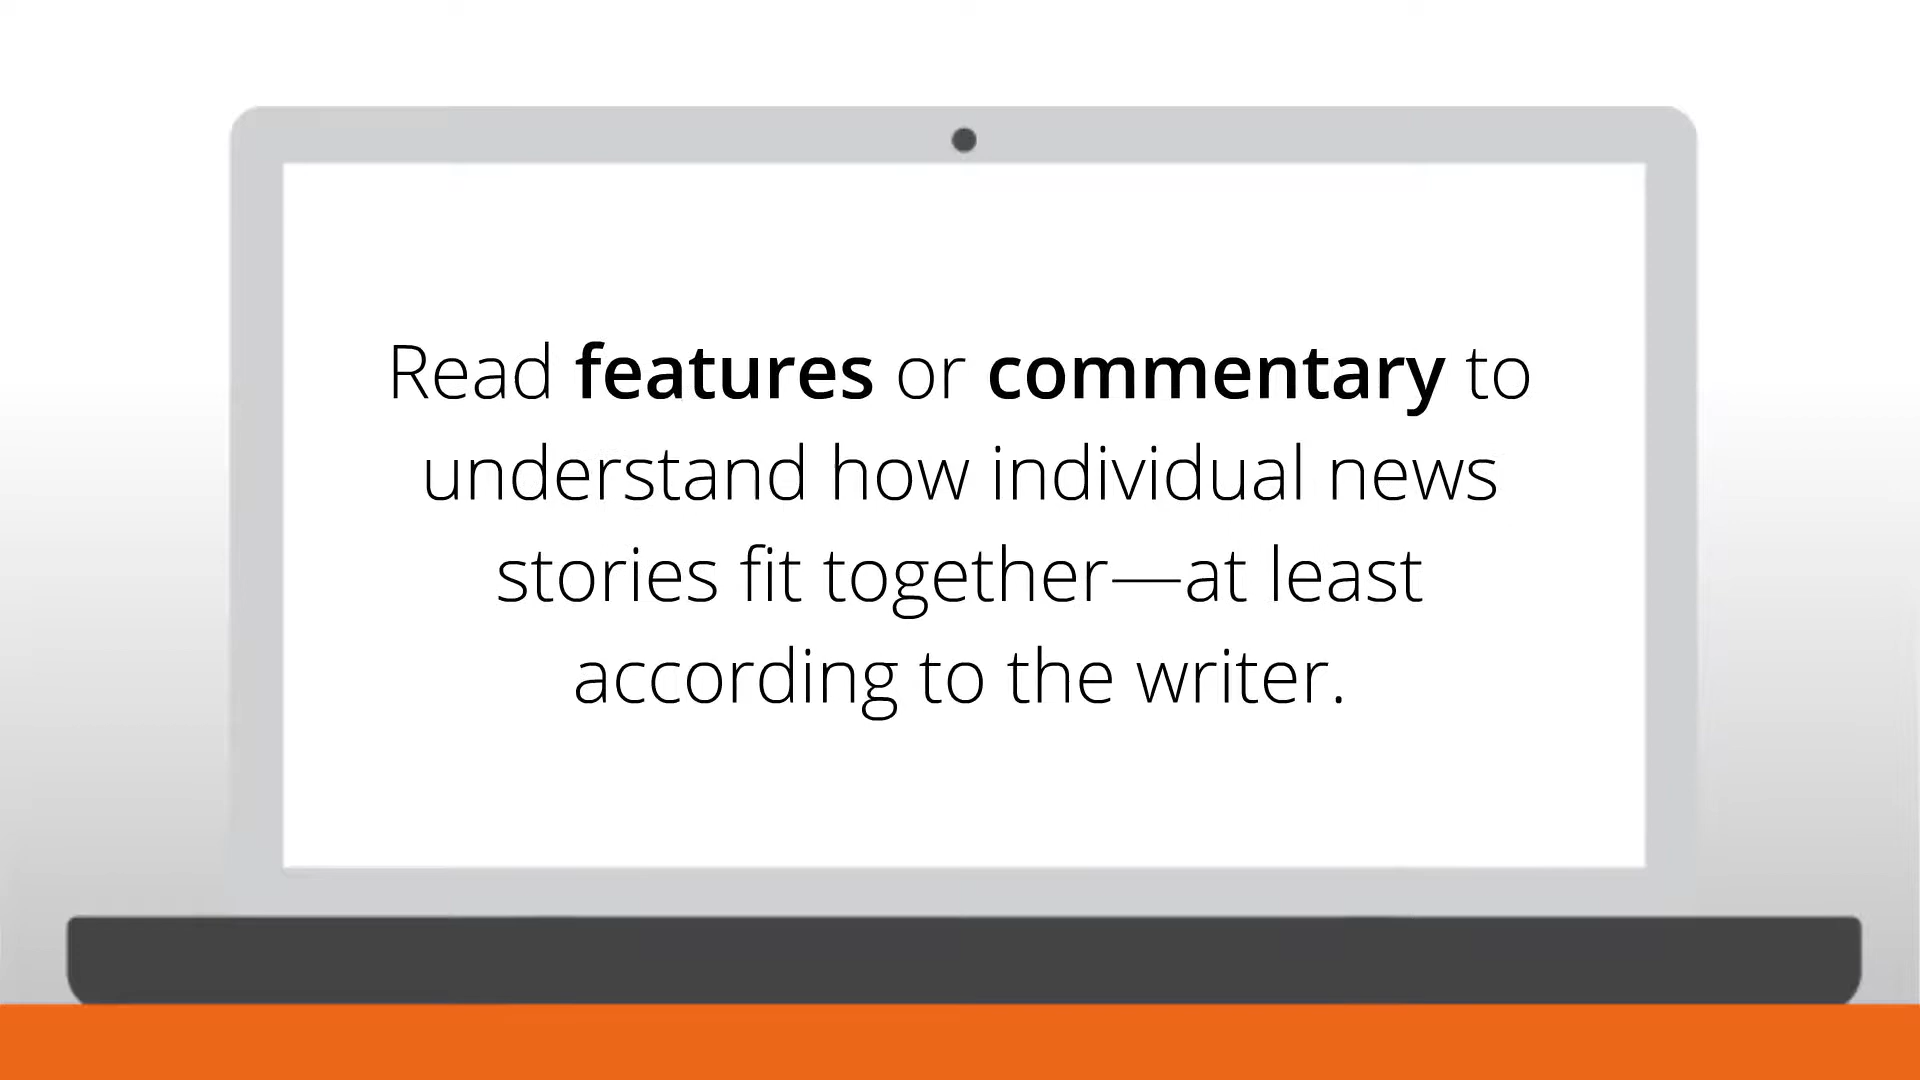 Read features or commentary to
understand how individual news
stories fit together—at least
according to the writer.